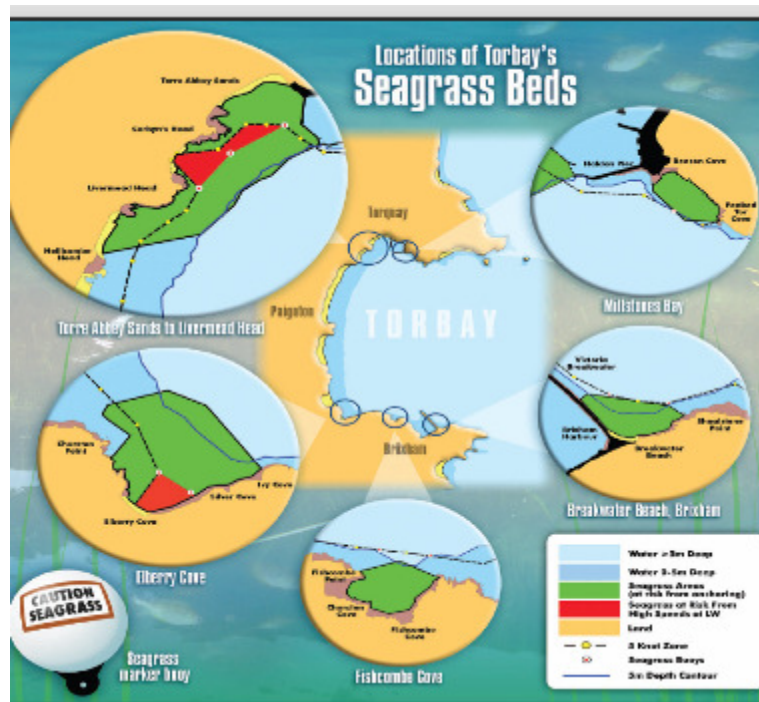 Locations of Torbay's
Seagrass Beds
Torre Abbey Sands
Corbyn's Head
Livermead Head
Hollicombe
Head
Torre Abbey Sands to Livermead Head
Haldon Pier
Beacon Cove
Peaked
Tor
Cove
Millstones Bay
Torquay
Paignton
TORBAY
Brixham
Churston
Point
Elberry Cove
Silver Cove
Ivy Cove
Elberry Cove
Victoria
Breakwater
Brixham
Harbour
Breakwater
Beach
Shoalstone
Point
Breakwater Beach, Brixham
Fishcombe
Point
Churston
Cove
Fishcombe
Cove
Fishcombe Cove
CAUTION
SEAGRASS
Seagrass
marker buoy
Water >5m Deep
Water 2-5m Deep
Seagrass Areas
(at risk from anchoring)
Seagrass at Risk From
High Speeds at LW
Land
5 Knot Zone
Seagrass Buoys
5m Depth Contour